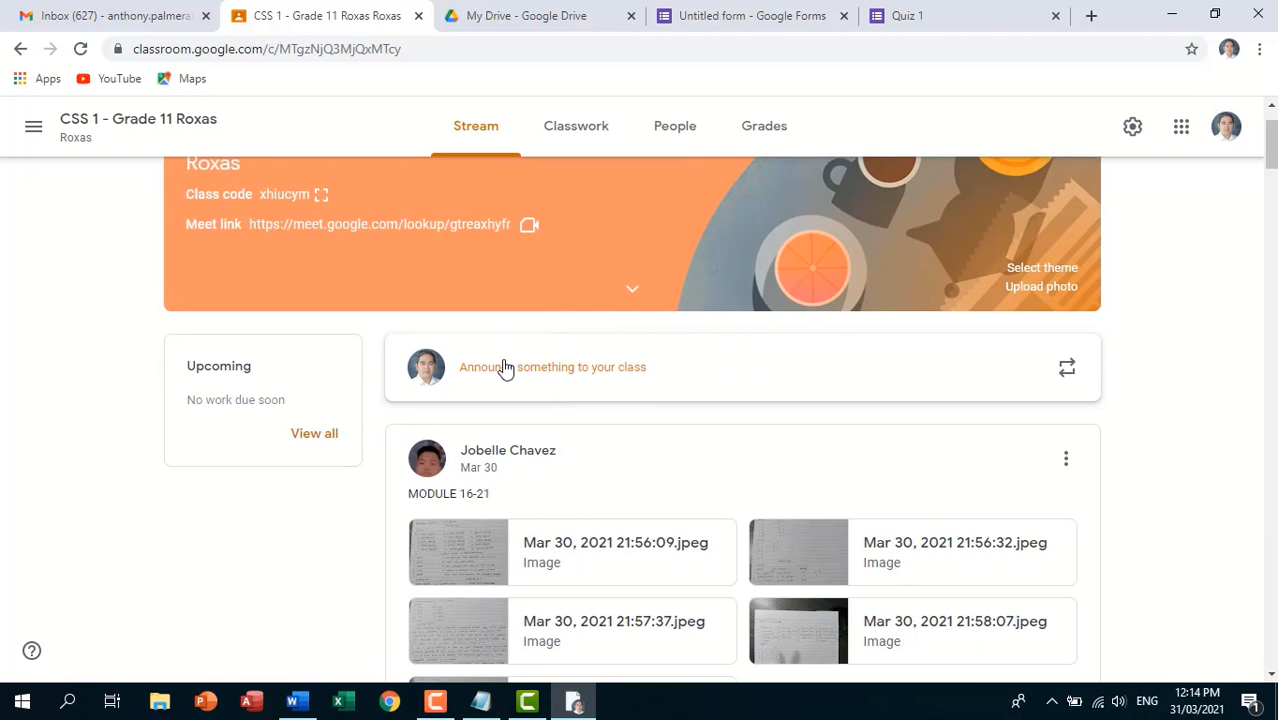 Inbox (627) - anthony.palmera
CSS 1 - Grade 11 Roxas Roxas
My Drive - Google Drive
Untitled form - Google Forms
Quiz 1
classroom.google.com/c/MTgzNjQ3MjQxMTcy
Apps
YouTube
Maps
CSS 1 - Grade 11 Roxas
Roxas
Stream
Classwork
People
Grades
Roxas
Class code xhiucym
Meet link https://meet.google.com/lookup/gtreaxhyfr
Select theme
Upload photo
Upcoming
No work due soon
View all
Announ something to your class
Jobelle Chavez
Mar 30
MODULE 16-21
Mar 30, 2021 21:56:09.jpeg
Image
Mar 30, 2021 21:56:32.jpeg
Image
Mar 30, 2021 21:57:37.jpeg
Image
Mar 30, 2021 21:58:07.jpeg
Image
ENG
12:14 PM
31/03/2021
1